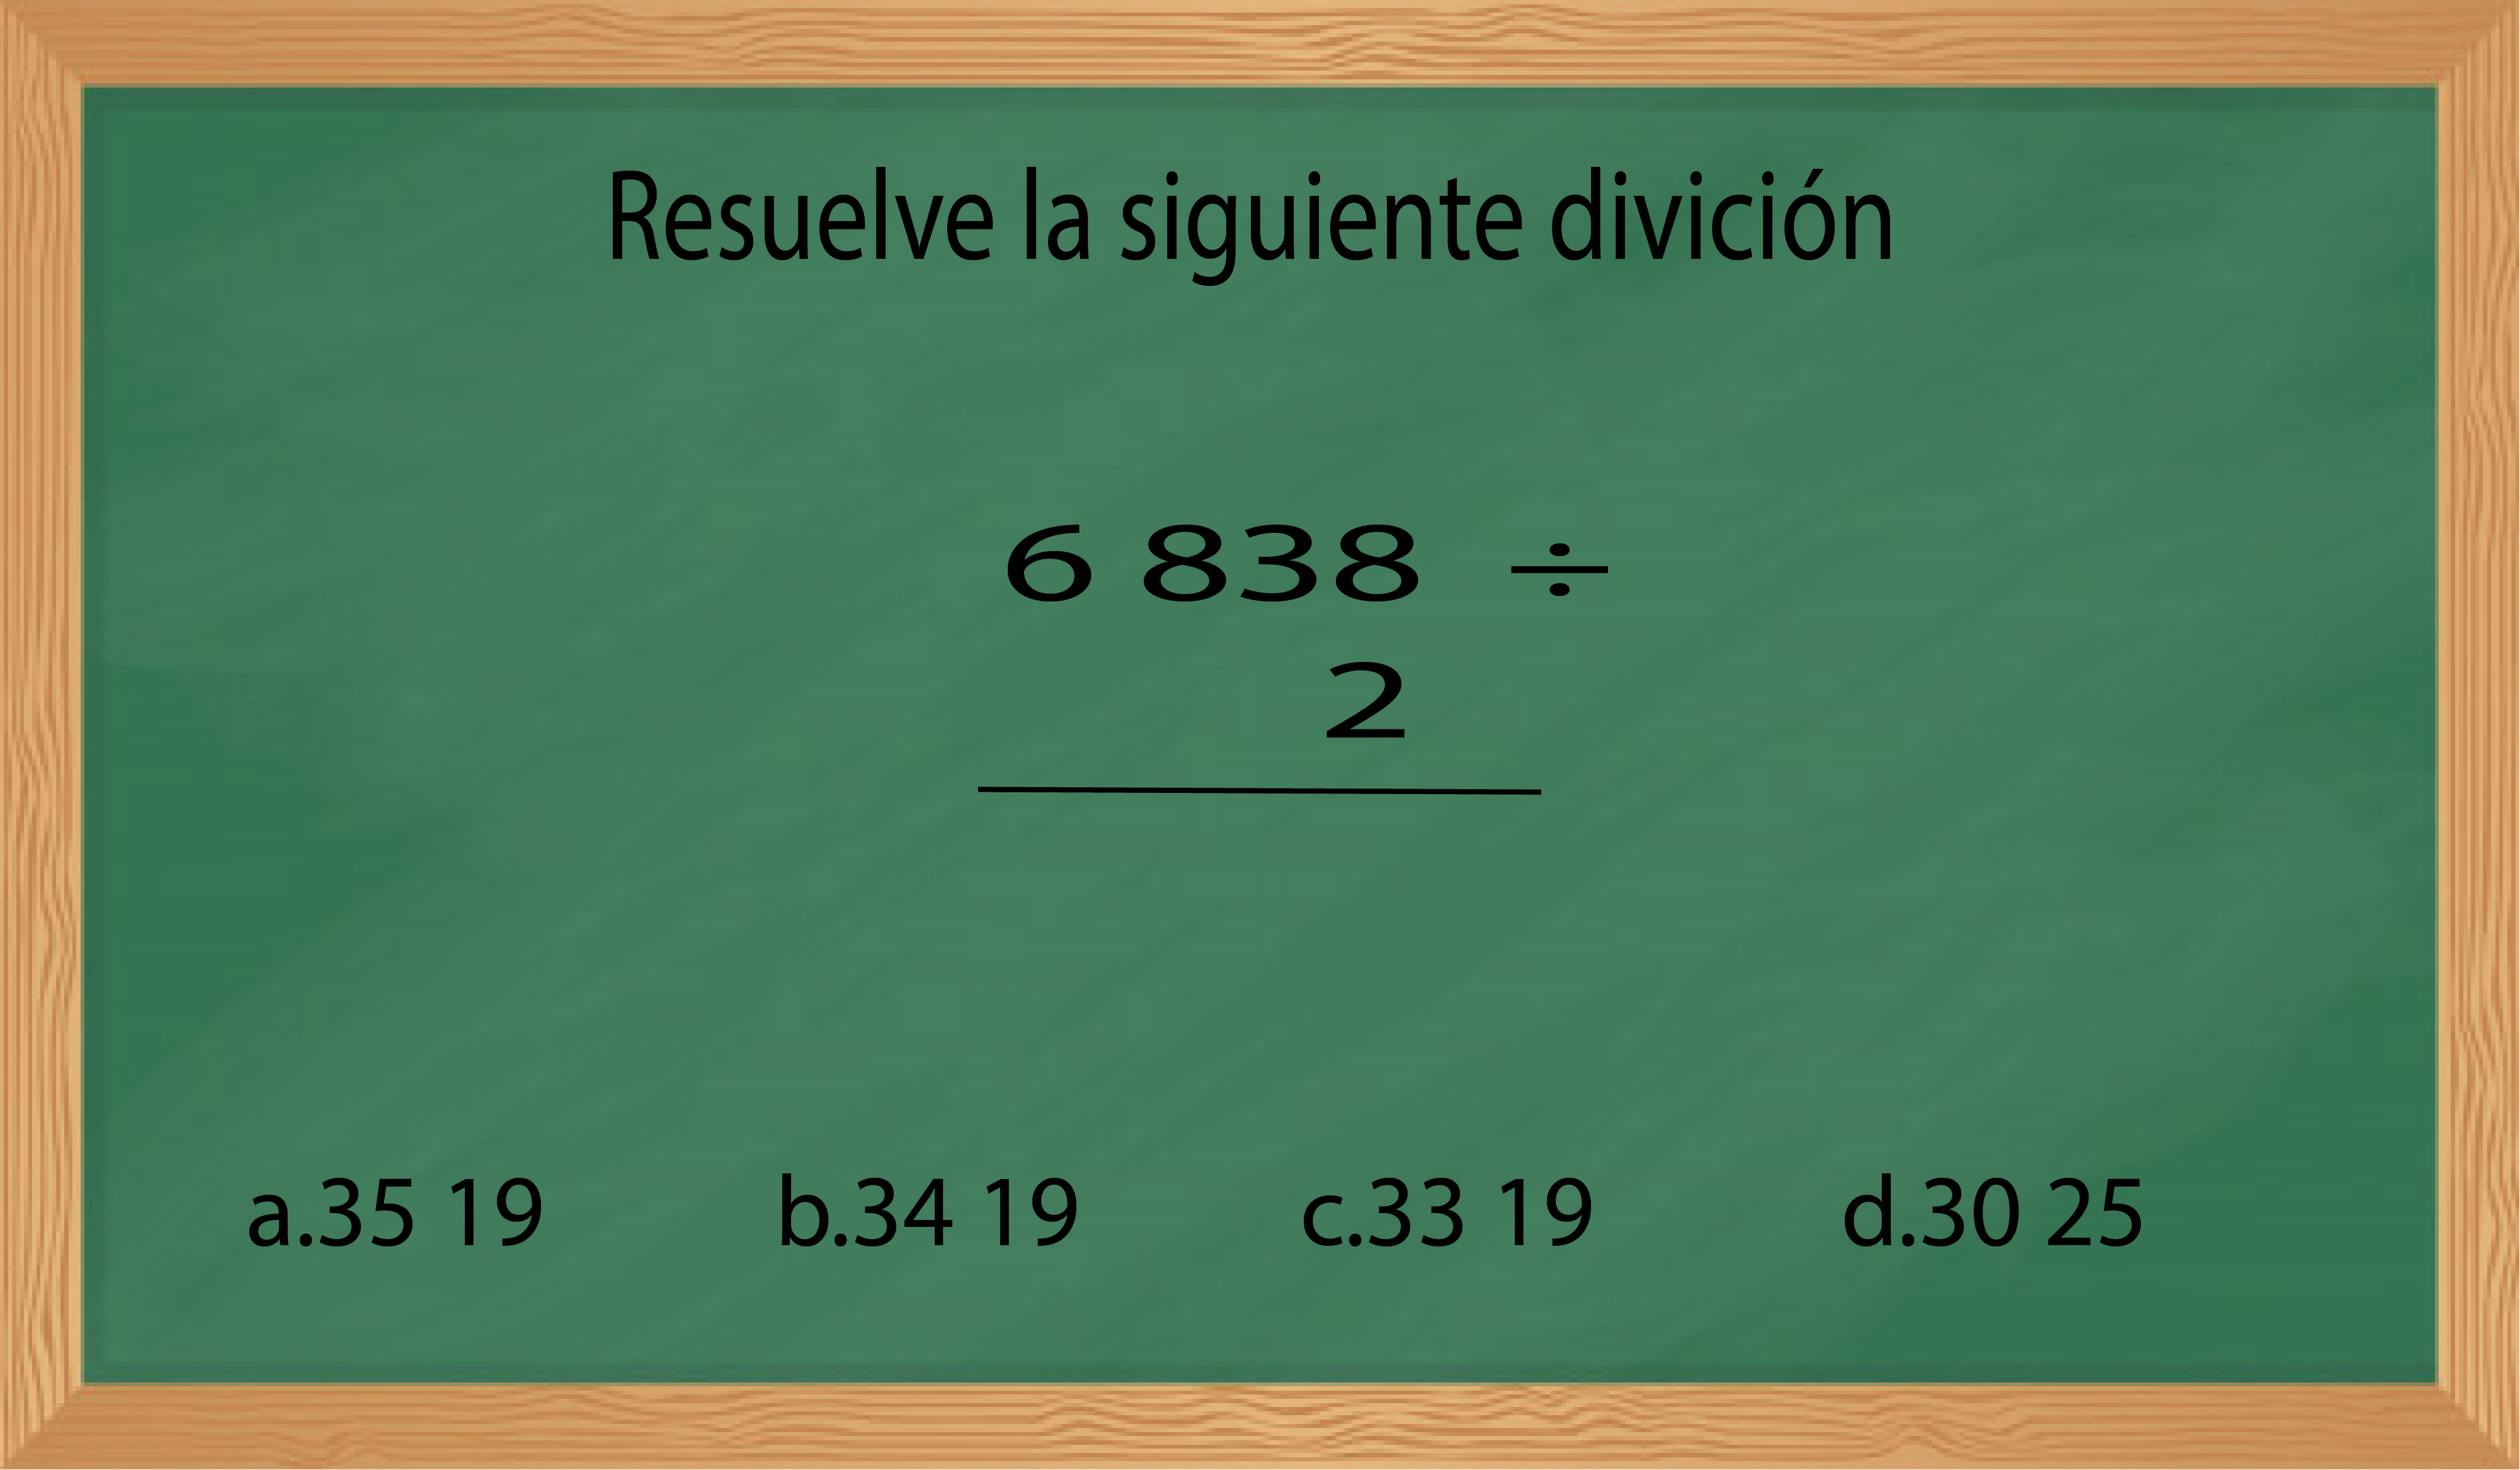 Resuelve la siguiente divición
6 838 ÷
2
a.35 19 b.34 19 c.33 19 d.30 25